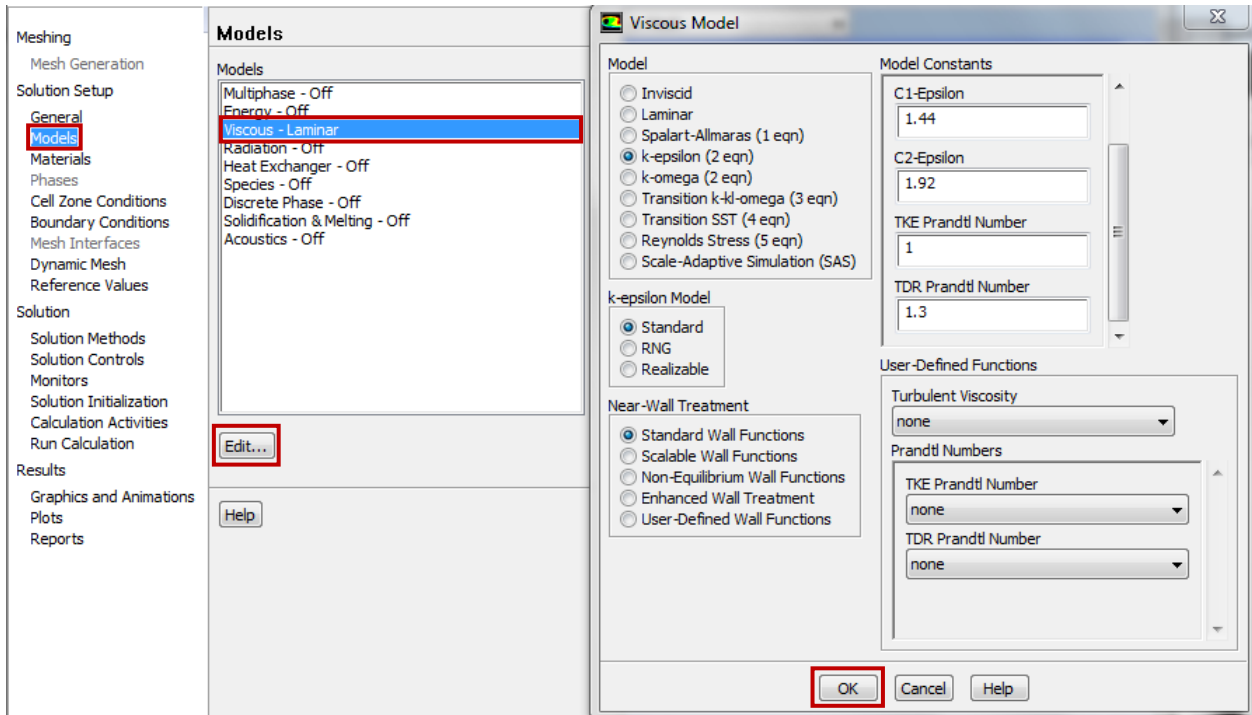 Meshing
Mesh Generation
Solution Setup
General
Models
Materials
Phases
Cell Zone Conditions
Boundary Conditions
Mesh Interfaces
Dynamic Mesh
Reference Values
Solution
Solution Methods
Solution Controls
Monitors
Solution Initialization
Calculation Activities
Run Calculation
Results
Graphics and Animations
Plots
Reports
Models
Models
Multiphase - Off
Energy - Off
Viscous - Laminar
Radiation - Off
Heat Exchanger - Off
Species - Off
Discrete Phase - Off
Solidification & Melting - Off
Acoustics - Off
Edit...
Help
Viscous Model
Model
Inviscid
Laminar
Spalart-Allmaras (1 eqn)
k-epsilon (2 eqn)
k-omega (2 eqn)
Transition k-kl-omega (3 eqn)
Transition SST (4 eqn)
Reynolds Stress (5 eqn)
Scale-Adaptive Simulation (SAS)
k-epsilon Model
Standard
RNG
Realizable
Near-Wall Treatment
Standard Wall Functions
Scalable Wall Functions
Non-Equilibrium Wall Functions
Enhanced Wall Treatment
User-Defined Wall Functions
Model Constants
C1-Epsilon
1.44
C2-Epsilon
1.92
TKE Prandtl Number
1
TDR Prandtl Number
1.3
User-Defined Functions
Turbulent Viscosity
none
Prandtl Numbers
TKE Prandtl Number
none
TDR Prandtl Number
none
OK
Cancel
Help